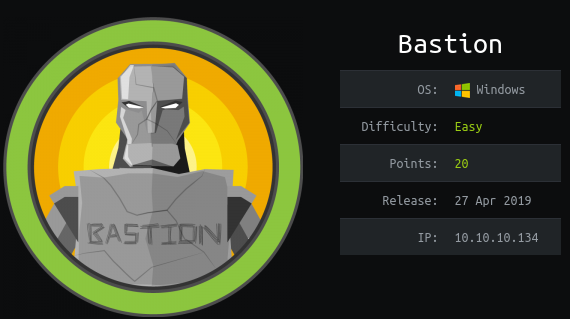 Bastion
OS: Windows
Difficulty: Easy
Points: 20
Release: 27 Apr 2019
IP: 10.10.10.134
BASTION